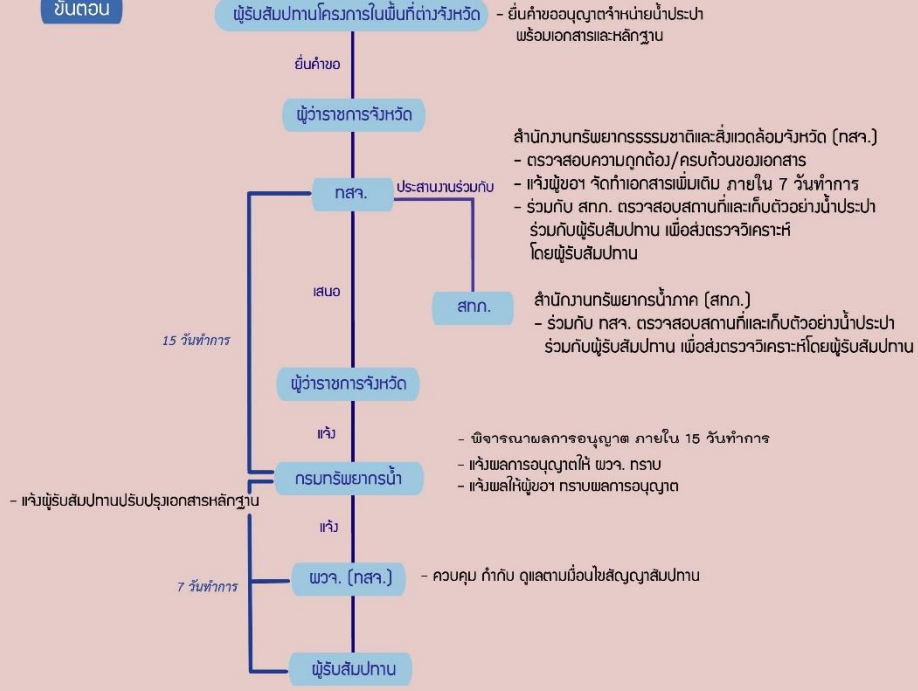 ขั้นตอน
ผู้รับสัมปทานโครงการในพื้นที่ต่างจังหวัด
- ยื่นคำขออนุญาตจำหน่ายน้ำประปา
พร้อมเอกสารและหลักฐาน
ยื่นคำขอ
ผู้ว่าราชการจังหวัด
สำนักงานทรัพยากรธรรมชาติและสิ่งแวดล้อมจังหวัด (ทสจ.)
- ตรวจสอบความถูกต้อง/ครบถ้วนของเอกสาร
- แจ้งผู้ขอฯ จัดทำเอกสารเพิ่มเติม ภายใน 7 วันทำการ
- ร่วมกับ สทภ. ตรวจสอบสถานที่และเก็บตัวอย่างน้ำประปา
ร่วมกับผู้รับสัมปทาน เพื่อส่งตรวจวิเคราะห์
โดยผู้รับสัมปทาน
ทสจ.
ประสานงานร่วมกับ
เสนอ
สทภ.
สำนักงานทรัพยากรน้ำภาค (สทภ.)
- ร่วมกับ ทสจ. ตรวจสอบสถานที่และเก็บตัวอย่างน้ำประปา
ร่วมกับผู้รับสัมปทาน เพื่อส่งตรวจวิเคราะห์โดยผู้รับสัมปทาน
15 วันทำการ
ผู้ว่าราชการจังหวัด
แจ้ง
- พิจารณาผลการอนุญาต ภายใน 15 วันทำการ
- แจ้งผลการอนุญาตให้ ผวจ. ทราบ
- แจ้งผลให้ผู้ขอฯ ทราบผลการอนุญาต
กรมทรัพยากรน้ำ
- แจ้งผู้รับสัมปทานปรับปรุงเอกสารหลักฐาน
แจ้ง
ผวจ. (ทสจ.)
- ควบคุม กำกับ ดูแลตามเงื่อนไขสัญญาสัมปทาน
7 วันทำการ
ผู้รับสัมปทาน